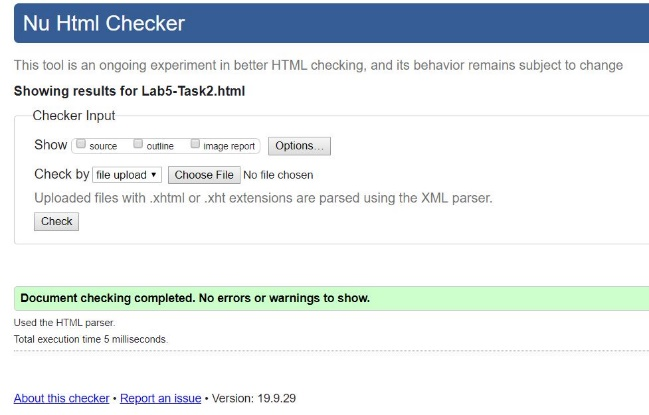 Nu Html Checker
This tool is an ongoing experiment in better HTML checking, and its behavior remains subject to change
Showing results for Lab5-Task2.html
Checker Input
Show source outline image report Options...
Check by file upload Choose File No file chosen
Uploaded files with .xhtml or .xht extensions are parsed using the XML parser.
Check
Document checking completed. No errors or warnings to show.
Used the HTML parser.
Total execution time 5 milliseconds.
About this checker • Report an issue • Version: 19.9.29